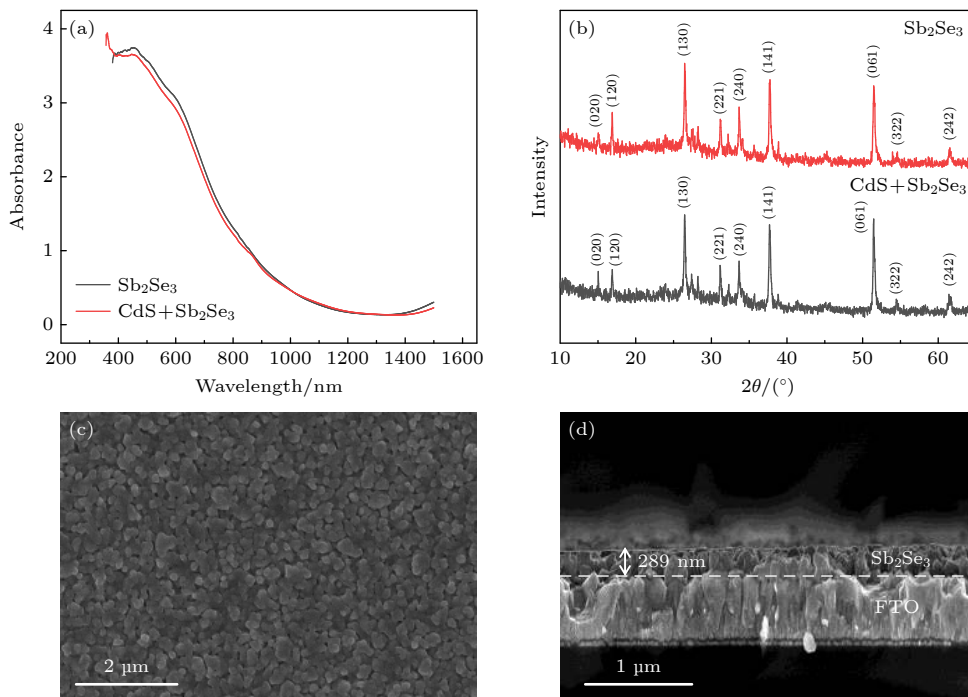 (a)
4
3
2
1
0
Absorbance
Sb₂Se₃
CdS+Sb₂Se₃
200 400 600 800 1000 1200 1400 1600
Wavelength/nm
(b)
Sb₂Se₃
(020)
(120)
(130)
(221)
(240)
(141)
(061)
(322)
(242)
CdS+Sb₂Se₃
(020)
(120)
(130)
(221)
(240)
(141)
(061)
(322)
(242)
Intensity
10 20 30 40 50 60
2θ/(°)
(c)
2 µm
(d)
289 nm
Sb₂Se₃
FTO
1 µm